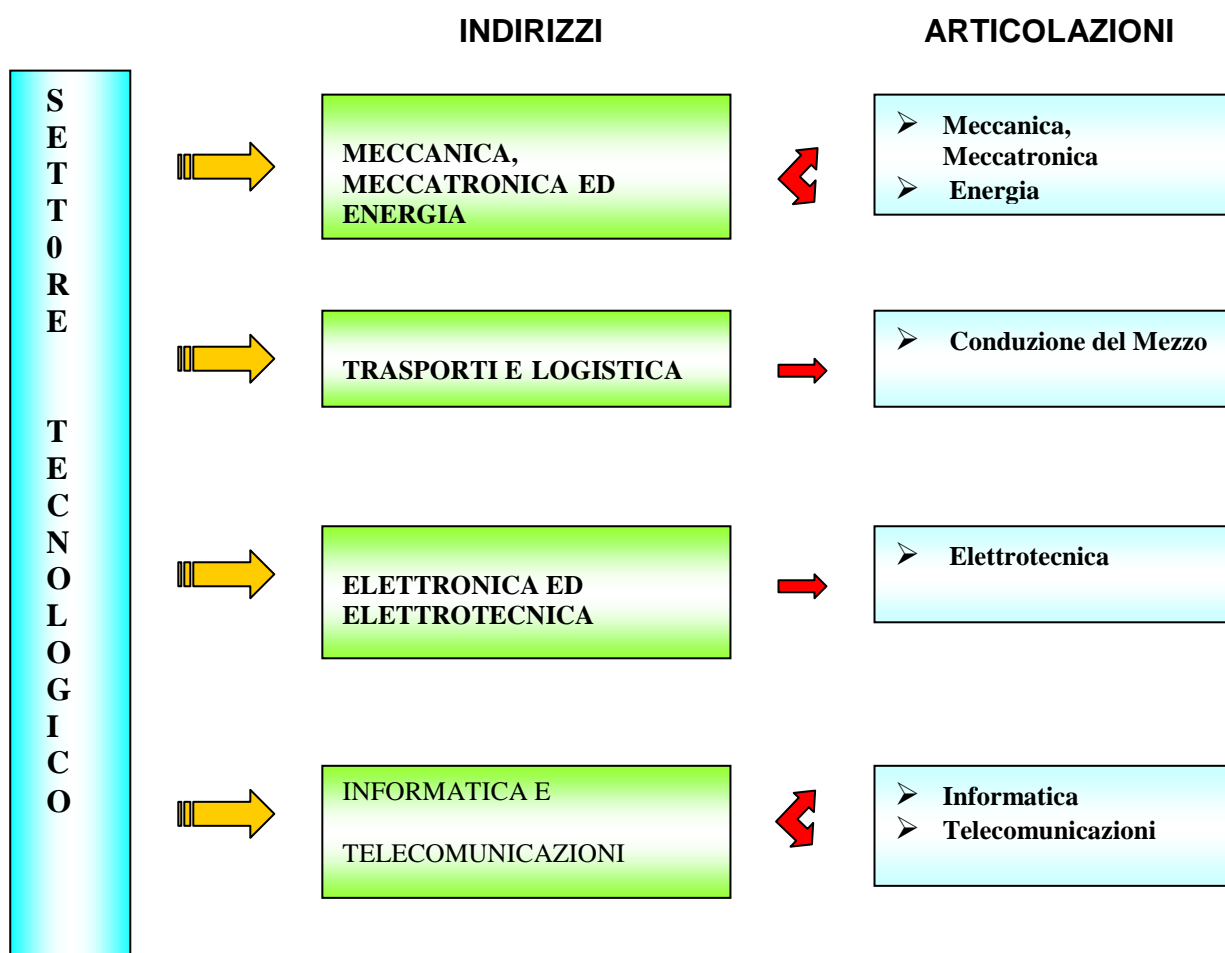 INDIRIZZI
ARTICOLAZIONI
S
E
T
T
0
R
E
T
E
C
N
O
L
O
G
I
C
O
MECCANICA,
MECCATRONICA ED
ENERGIA
➢ Meccanica,
Meccatronica
➢ Energia
TRASPORTI E LOGISTICA
➢ Conduzione del Mezzo
ELETTRONICA ED
ELETTROTECNICA
➢ Elettrotecnica
INFORMATICA E
TELECOMUNICAZIONI
➢ Informatica
➢ Telecomunicazioni